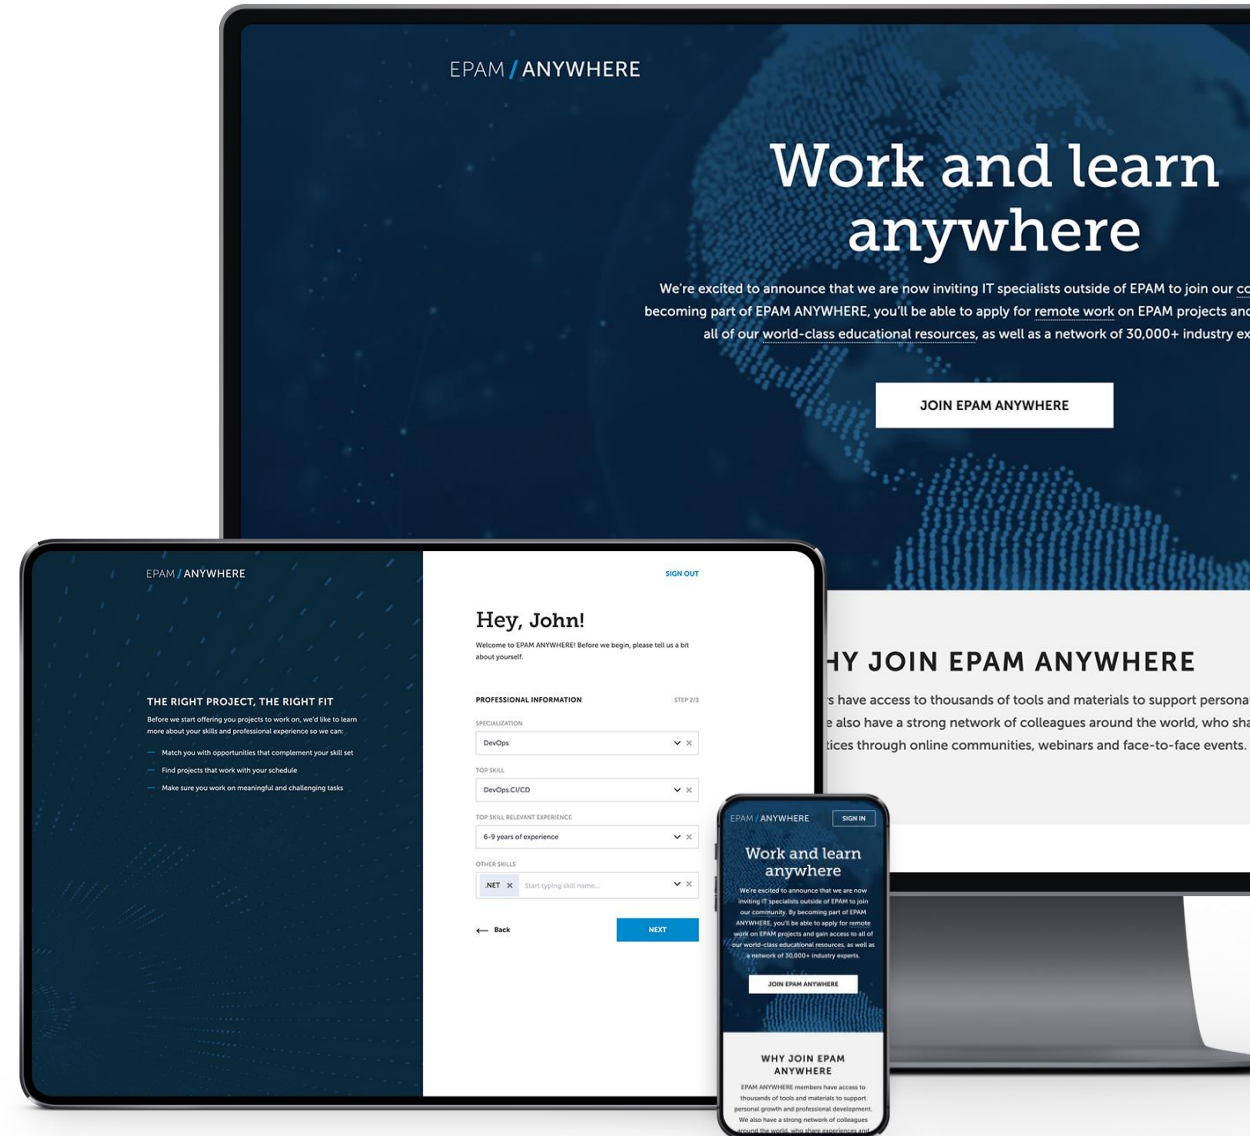 EPAM / ANYWHERE
Work and learn
anywhere
We're excited to announce that we are now inviting IT specialists outside of EPAM to join our co
becoming part of EPAM ANYWHERE, you'll be able to apply for remote work on EPAM projects and
all of our world-class educational resources, as well as a network of 30,000+ industry ex
JOIN EPAM ANYWHERE
HY JOIN EPAM ANYWHERE
s have access to thousands of tools and materials to support persona
e also have a strong network of colleagues around the world, who sha
tices through online communities, webinars and face-to-face events.
EPAM / ANYWHERE
THE RIGHT PROJECT, THE RIGHT FIT
Before we start offering you projects to work on, we'd like to learn
more about your skills and professional experience so we can:
— Match you with opportunities that complement your skill set
— Find projects that work with your schedule
— Make sure you work on meaningful and challenging tasks
SIGN OUT
Hey, John!
Welcome to EPAM ANYWHERE! Before we begin, please tell us a bit
about yourself.
PROFESSIONAL INFORMATION STEP 2/3
SPECIALIZATION
DevOps
TOP SKILL
DevOps.CI/CD
TOP SKILL RELEVANT EXPERIENCE
6-9 years of experience
OTHER SKILLS
.NET Start typing skill name...
Back NEXT
EPAM / ANYWHERE SIGN IN
Work and learn
anywhere
We're excited to announce that we are now
inviting IT specialists outside of EPAM to join
our community. By becoming part of EPAM
ANYWHERE, you'll be able to apply for remote
work on EPAM projects and gain access to all of
our world-class educational resources, as well as
a network of 30,000+ industry experts.
JOIN EPAM ANYWHERE
WHY JOIN EPAM
ANYWHERE
EPAM ANYWHERE members have access to
thousands of tools and materials to support
personal growth and professional development.
We also have a strong network of colleagues
around the world, who share experiences and